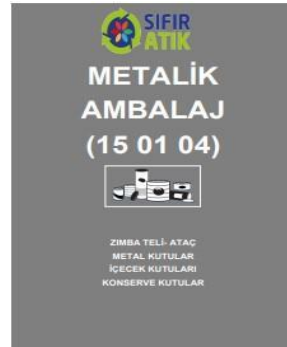 SIFIR
ATIK
METALİK
AMBALAJ
(15 01 04)
ZIMBA TELİ- ATAÇ
METAL KUTULAR
İÇECEK KUTULARI
KONSERVE KUTULAR